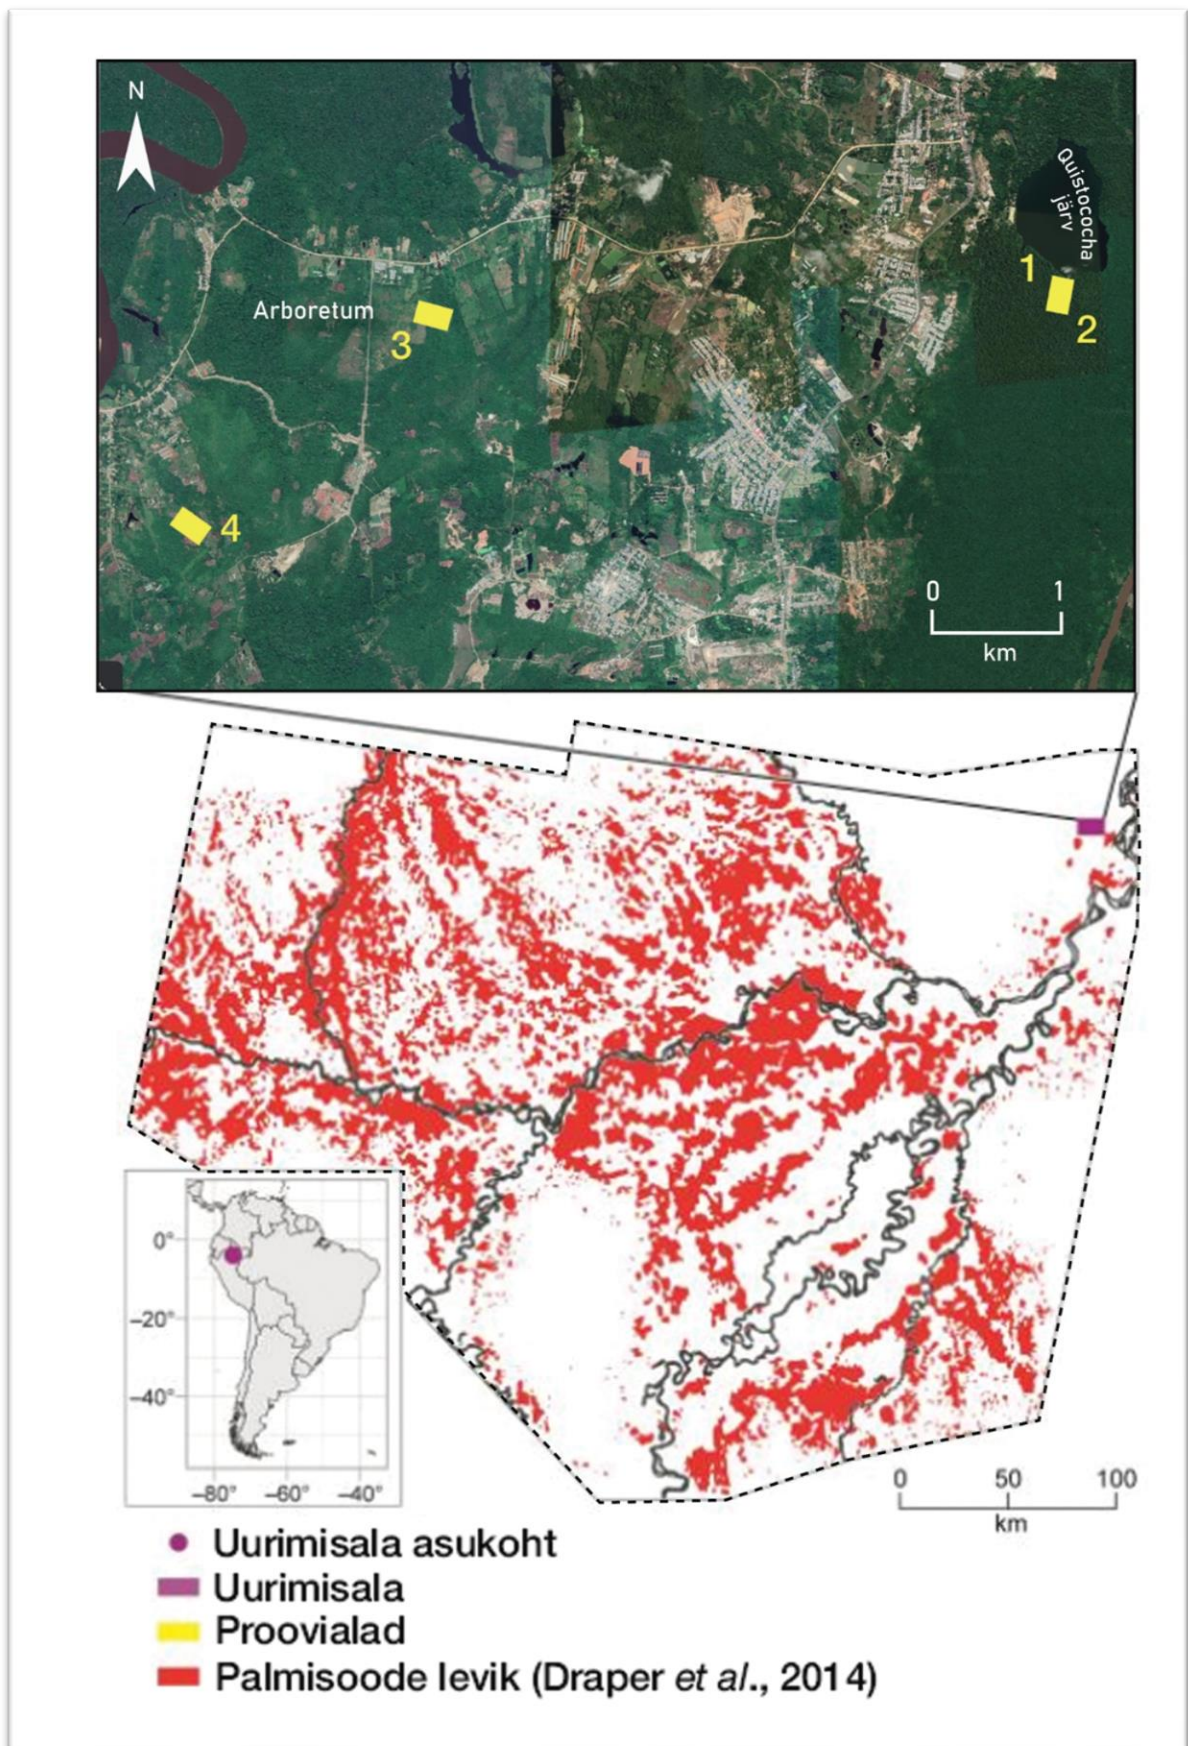 N
Quistococha
järv
Arboretum
1
2
3
4
0 1
km
0°
–20°
–40°
–80° –60° –40°
0 50 100
km
Uurimisala asukoht
Uurimisala
Proovialad
Palmisoode levik (Draper et al., 2014)